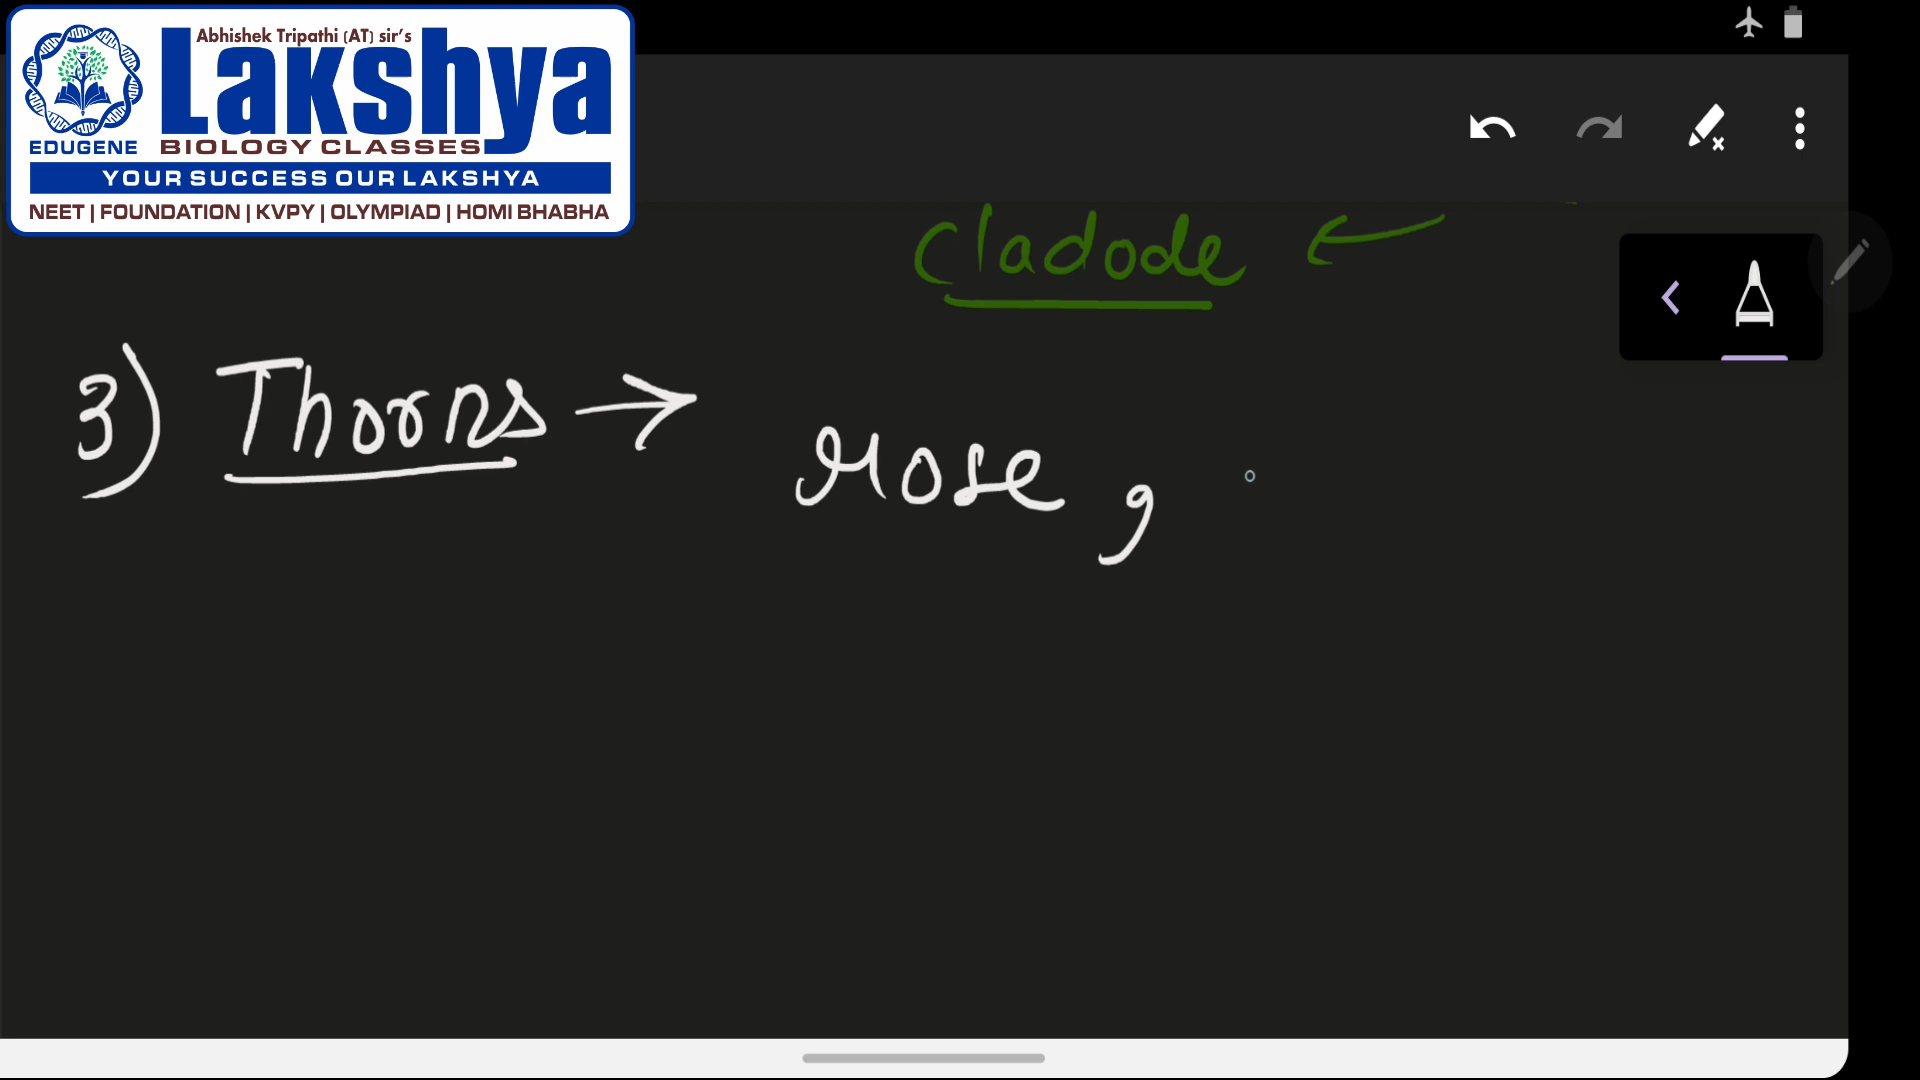 Abhishek Tripathi (AT) sir's
Lakshya
EDUGENE
BIOLOGY CLASSES
YOUR SUCCESS OUR LAKSHYA
NEET | FOUNDATION | KVPY | OLYMPIAD | HOMI BHABHA
Cladode ←
3) Thorns → Rose ,